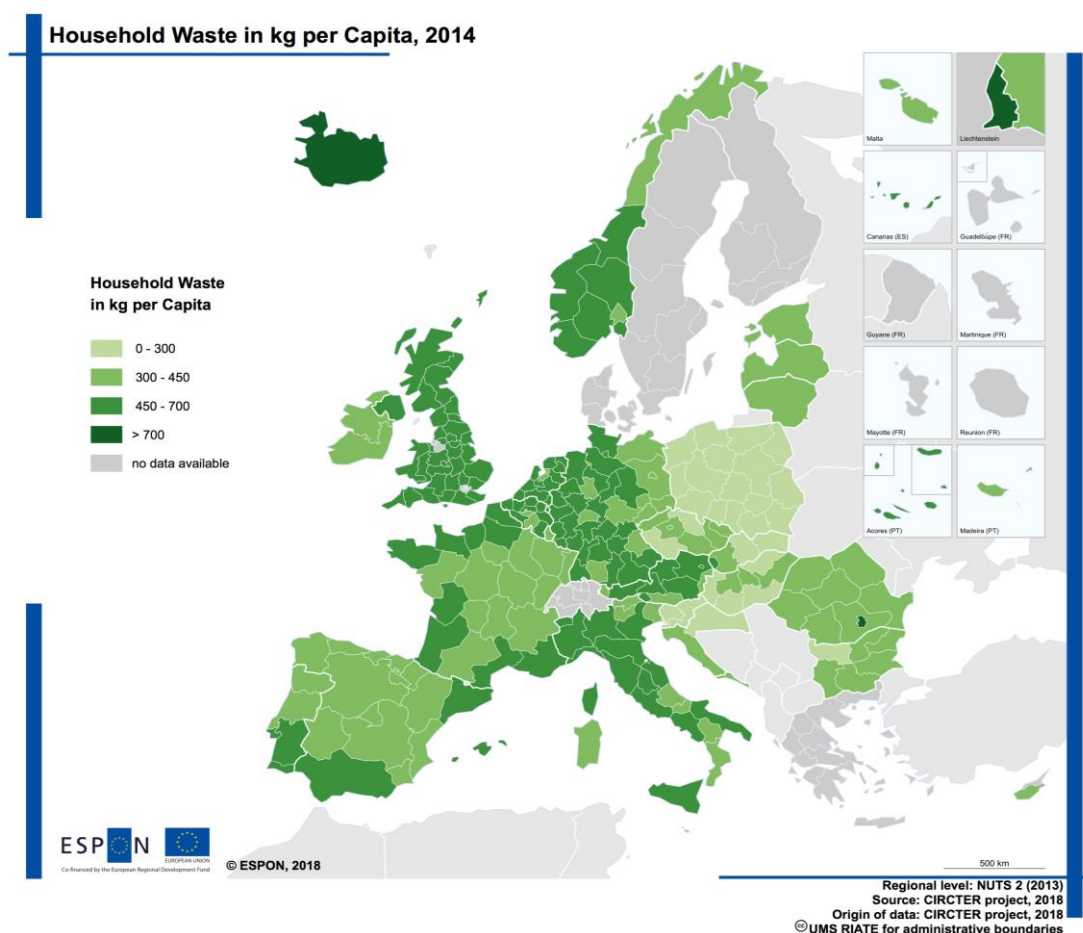 Household Waste in kg per Capita, 2014
Household Waste
in kg per Capita
0 - 300
300 - 450
450 - 700
> 700
no data available
Malta
Liechtenstein
Canarias (ES)
Guadeloupe (FR)
Guyane (FR)
Martinique (FR)
Mayotte (FR)
Reunion (FR)
Acores (PT)
Madeira (PT)
ESPON
EUROPEAN UNION
Co-financed by the European Regional Development Fund
© ESPON, 2018
500 km
Regional level: NUTS 2 (2013)
Source: CIRCTER project, 2018
Origin of data: CIRCTER project, 2018
UMS RIATE for administrative boundaries